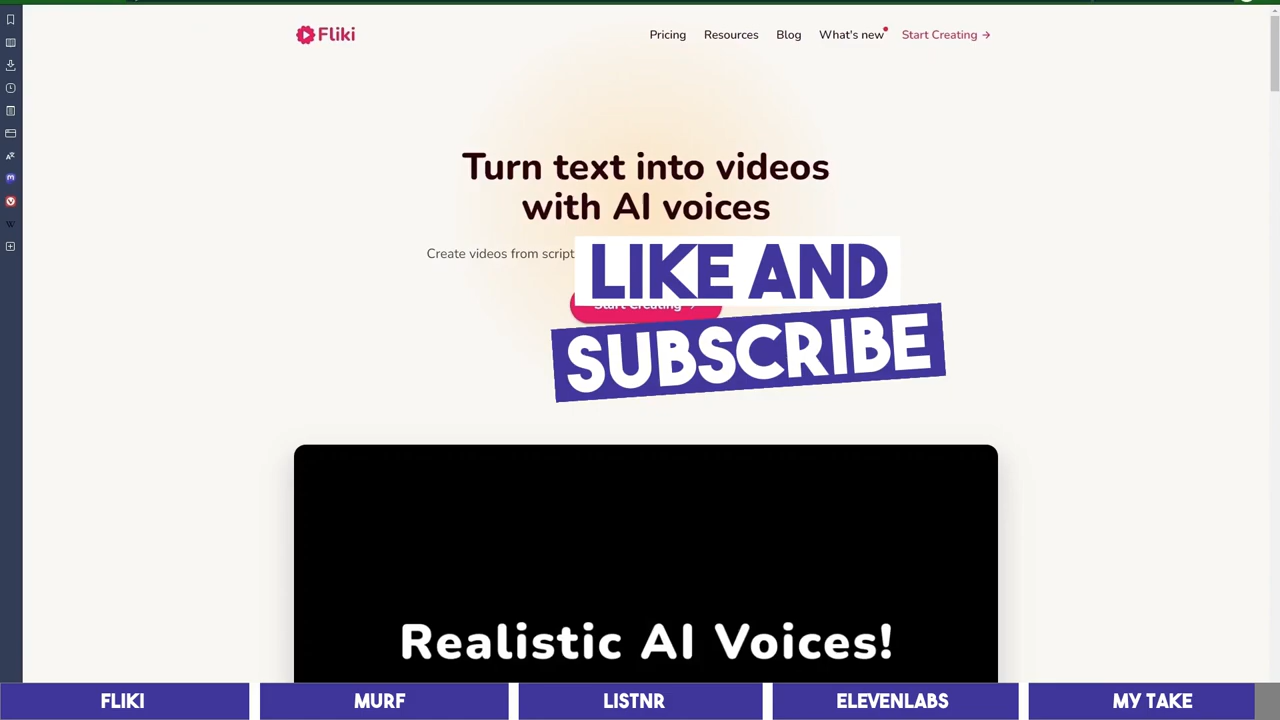 Fliki
Pricing
Resources
Blog
What's new
Start Creating →
Turn text into videos
with AI voices
Create videos from script
LIKE AND
SUBSCRIBE
Realistic AI Voices!
FLIKI
MURF
LISTNR
ELEVENLABS
MY TAKE